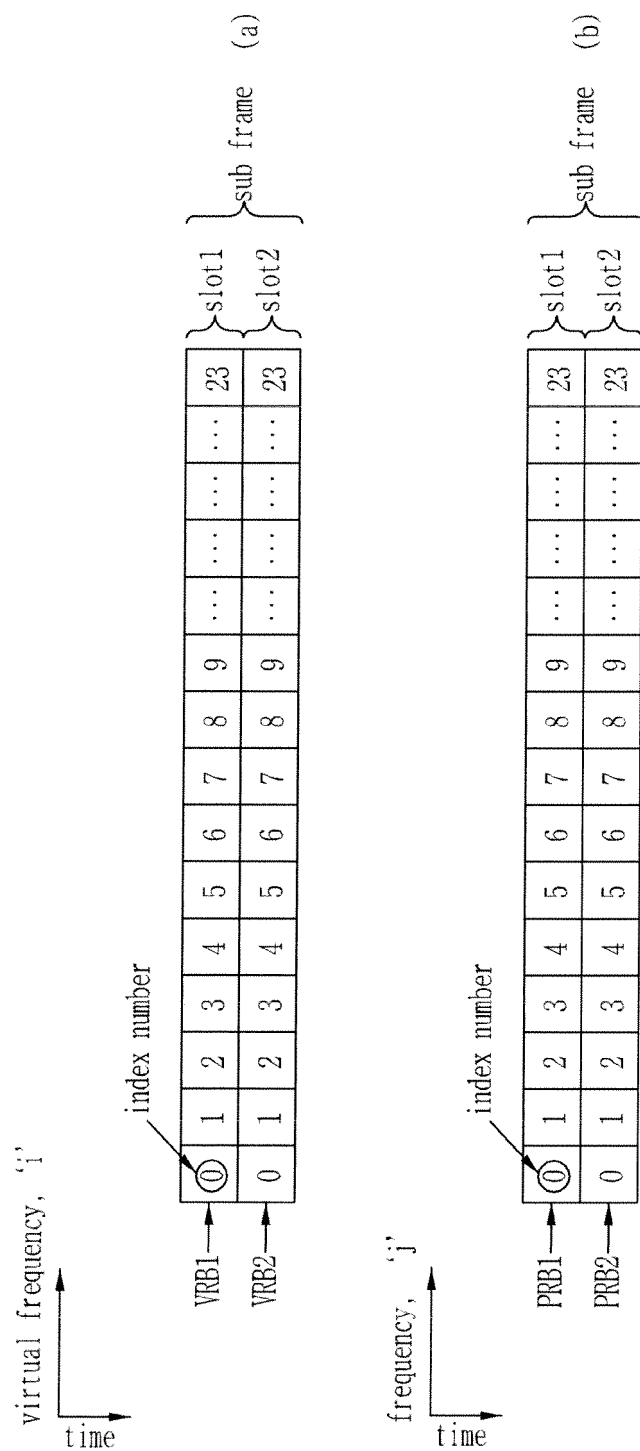 virtual frequency, 'i'
time
index number
VRB1 0 1 2 3 4 5 6 7 8 9 ... ... ... ... 23 slot1
VRB2 0 1 2 3 4 5 6 7 8 9 ... ... ... ... 23 slot2
sub frame (a)
frequency, 'j'
time
index number
PRB1 0 1 2 3 4 5 6 7 8 9 ... ... ... ... 23 slot1
PRB2 0 1 2 3 4 5 6 7 8 9 ... ... ... ... 23 slot2
sub frame (b)